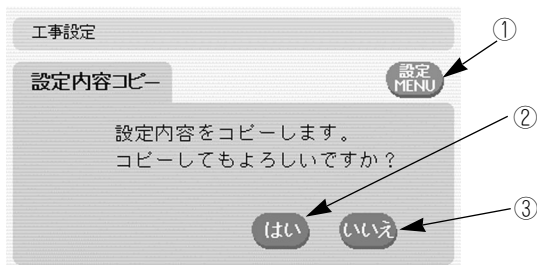 工事設定
①
設定内容コピー
設定
MENU
②
設定内容をコピーします。
コピーしてもよろしいですか？
はい
いいえ
③